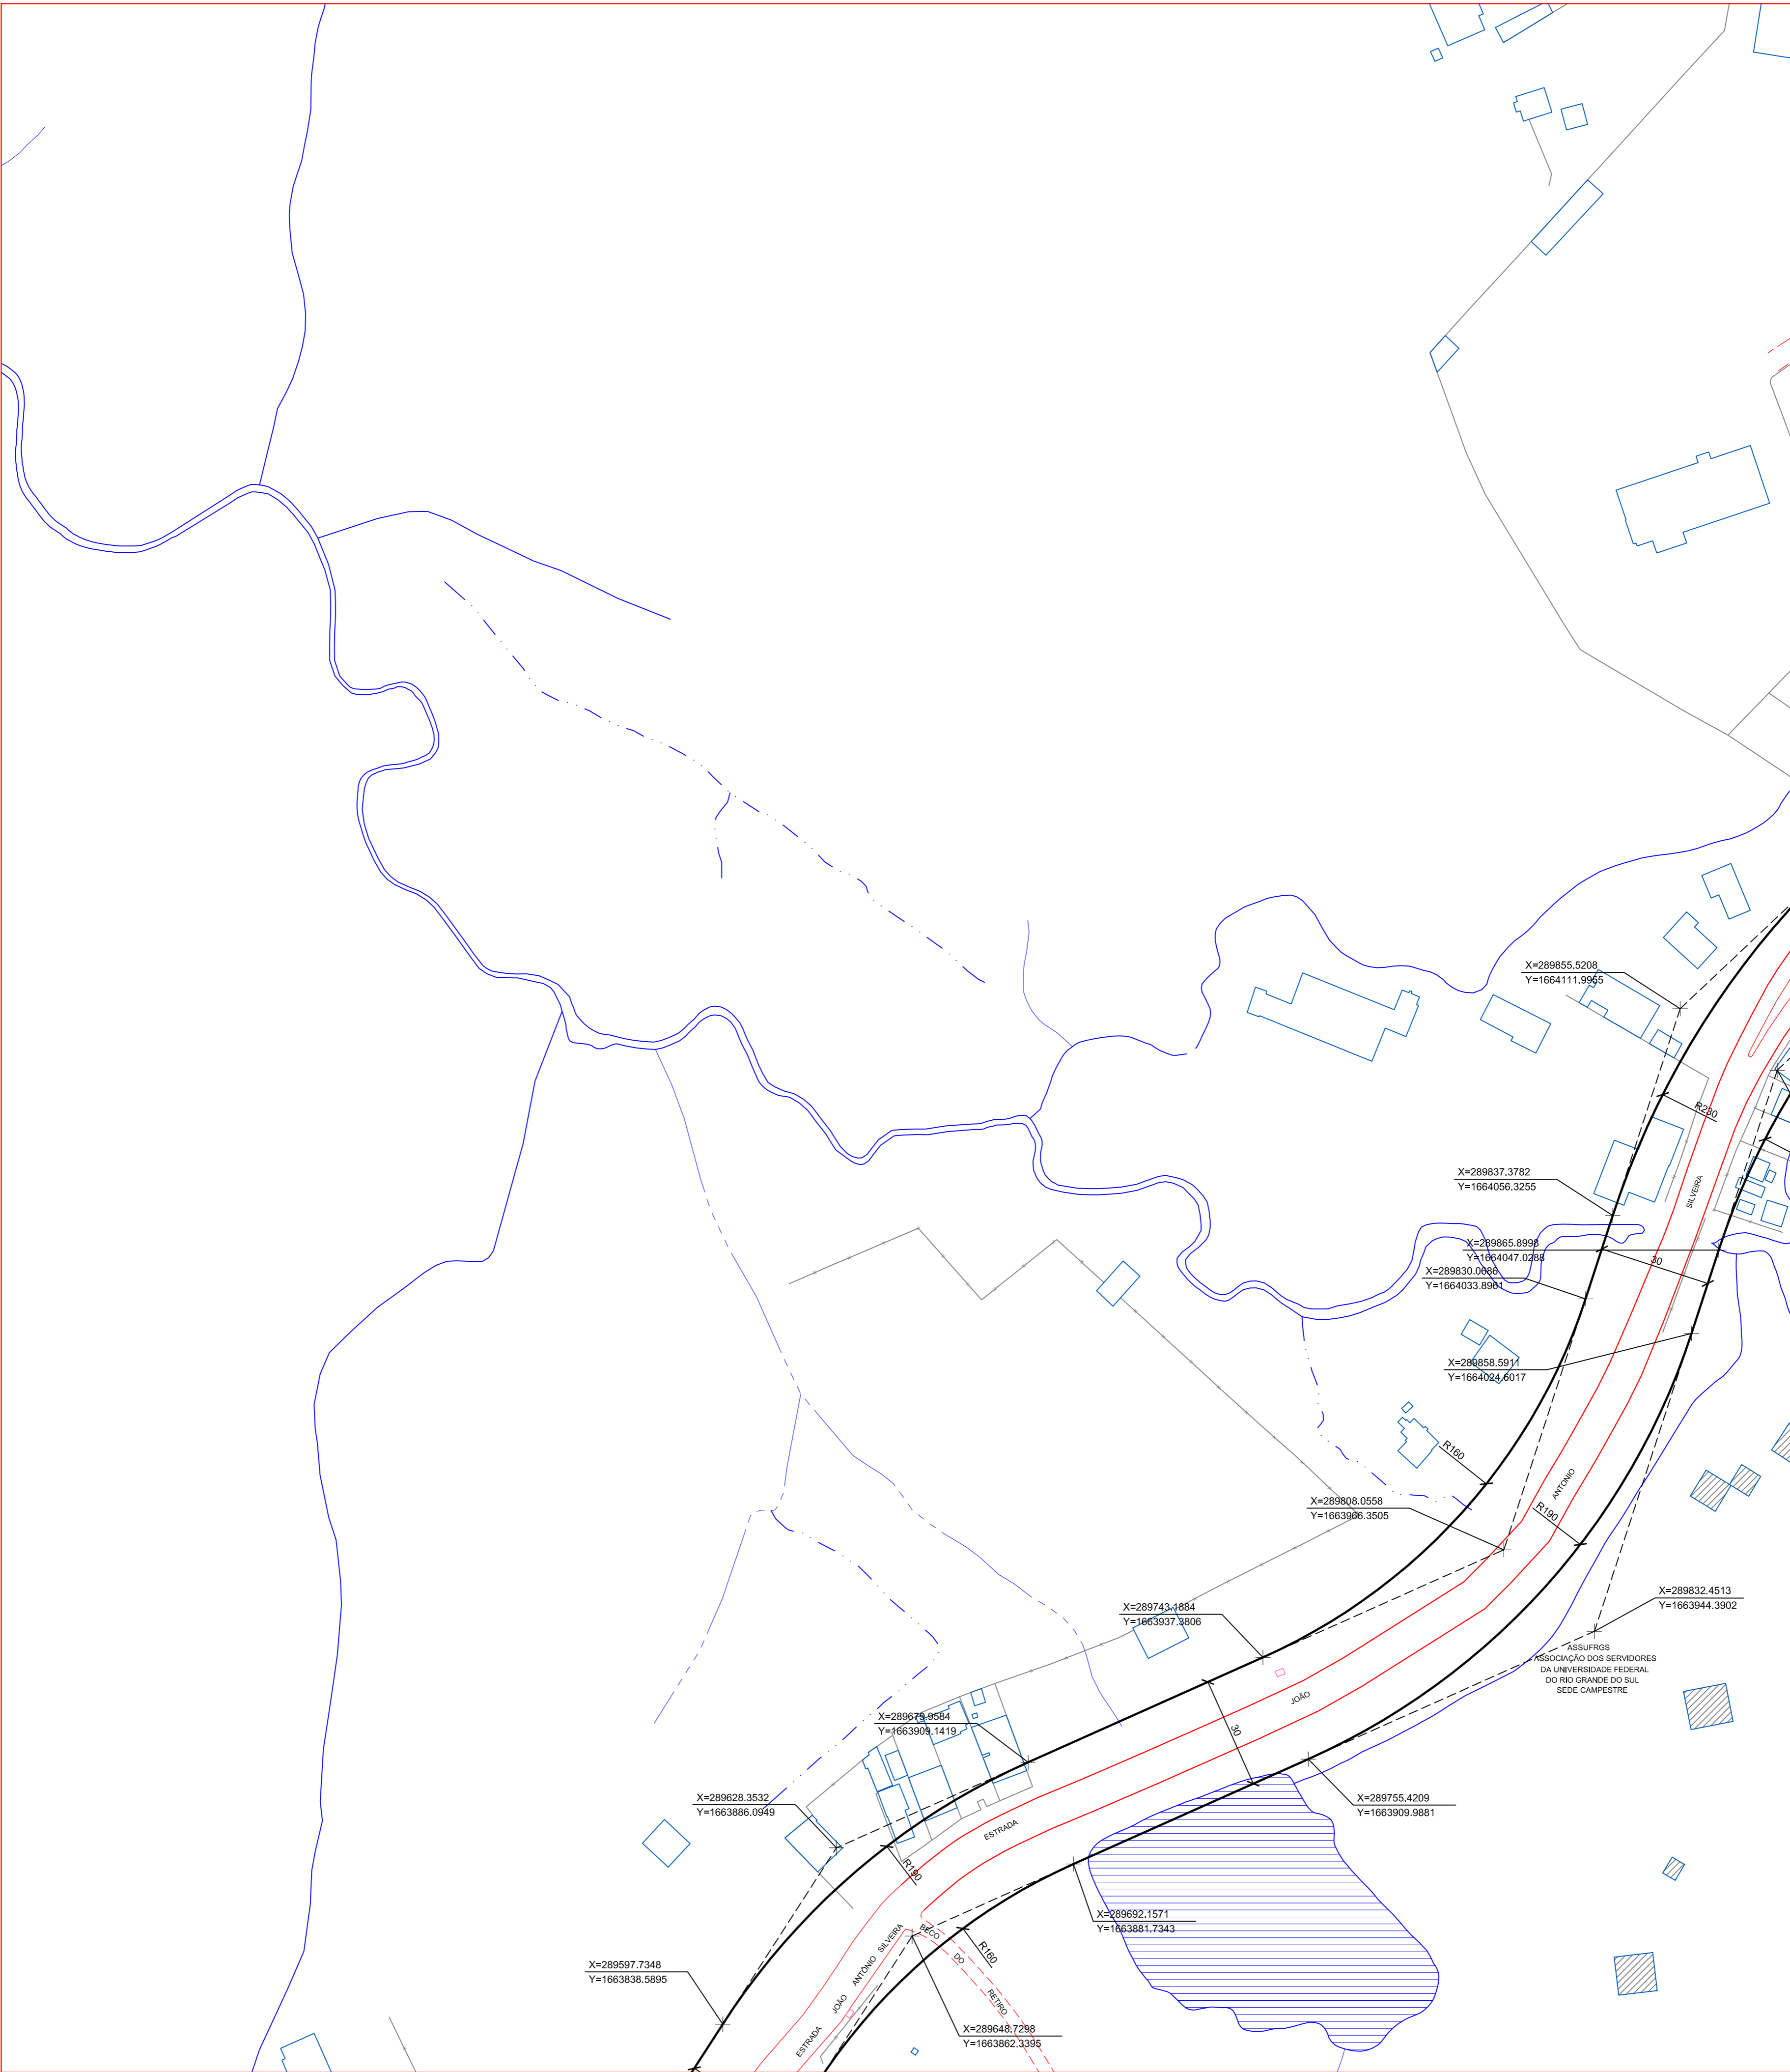 X=289855.5208
Y=1664111.9955
R230
X=289837.3782
Y=1664056.3255
SILVEIRA
X=289865.8998
Y=1664047.0288
30
X=289830.0686
Y=1664033.8961
X=289858.5911
Y=1664024.6017
R160
ANTONIO
X=289808.0558
Y=1663966.3505
R190
X=289832.4513
Y=1663944.3902
X=289743.1884
Y=1663937.3806
ASSUFRGS
ASSOCIAÇÃO DOS SERVIDORES
DA UNIVERSIDADE FEDERAL
DO RIO GRANDE DO SUL
SEDE CAMPESTRE
JOÃO
X=289679.9584
Y=1663909.1419
30
X=289628.3532
Y=1663886.0949
X=289755.4209
Y=1663909.9881
ESTRADA
R190
X=289692.1571
Y=1663881.7343
BECO DO RETIRO
R160
X=289597.7348
Y=1663838.5895
ESTRADA JOÃO ANTÔNIO SILVEIRA
X=289648.7298
Y=1663862.3395